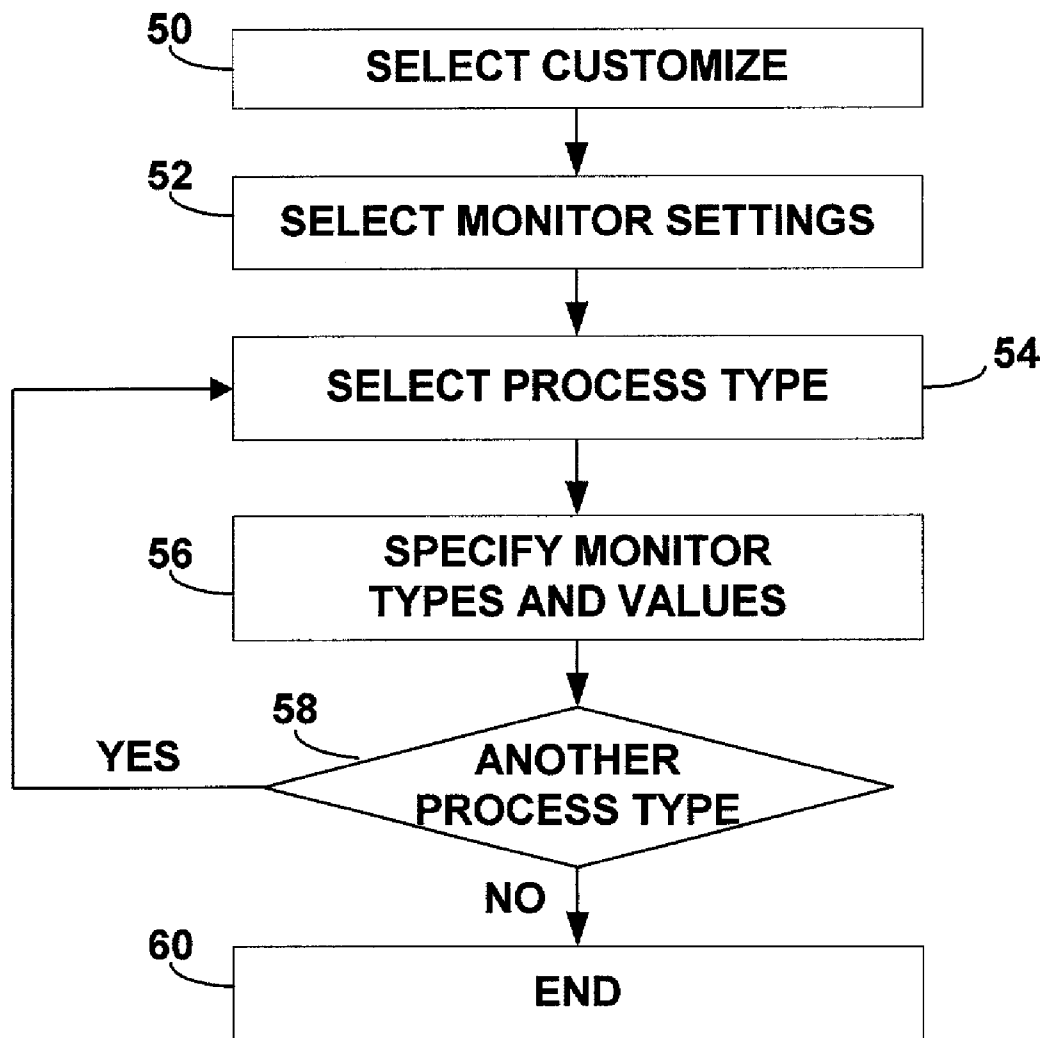 50
SELECT CUSTOMIZE
52
SELECT MONITOR SETTINGS
54
SELECT PROCESS TYPE
56
SPECIFY MONITOR
TYPES AND VALUES
58
YES
ANOTHER
PROCESS TYPE
NO
60
END